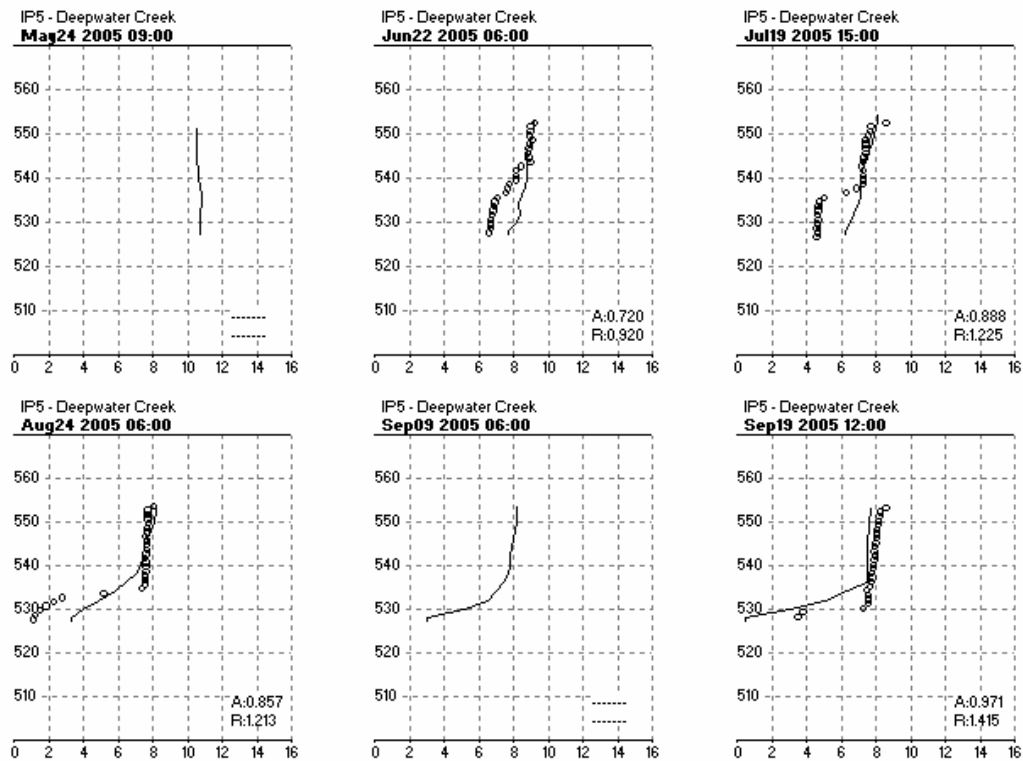 IP5 - Deepwater Creek
May24 2005 09:00
560
550
540
530
520
510
0 2 4 6 8 10 12 14 16
IP5 - Deepwater Creek
Jun22 2005 06:00
560
550
540
530
520
510
A:0.720
R:0.920
0 2 4 6 8 10 12 14 16
IP5 - Deepwater Creek
Jul19 2005 15:00
560
550
540
530
520
510
A:0.888
R:1.225
0 2 4 6 8 10 12 14 16
IP5 - Deepwater Creek
Aug24 2005 06:00
560
550
540
530
520
510
A:0.857
R:1.213
0 2 4 6 8 10 12 14 16
IP5 - Deepwater Creek
Sep09 2005 06:00
560
550
540
530
520
510
0 2 4 6 8 10 12 14 16
IP5 - Deepwater Creek
Sep19 2005 12:00
560
550
540
530
520
510
A:0.971
R:1.415
0 2 4 6 8 10 12 14 16